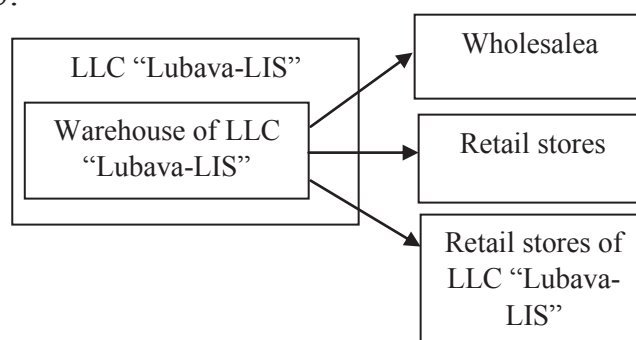 LLC “Lubava-LIS”
Warehouse of LLC
“Lubava-LIS”
Wholesalea
Retail stores
Retail stores of
LLC “Lubava-
LIS”